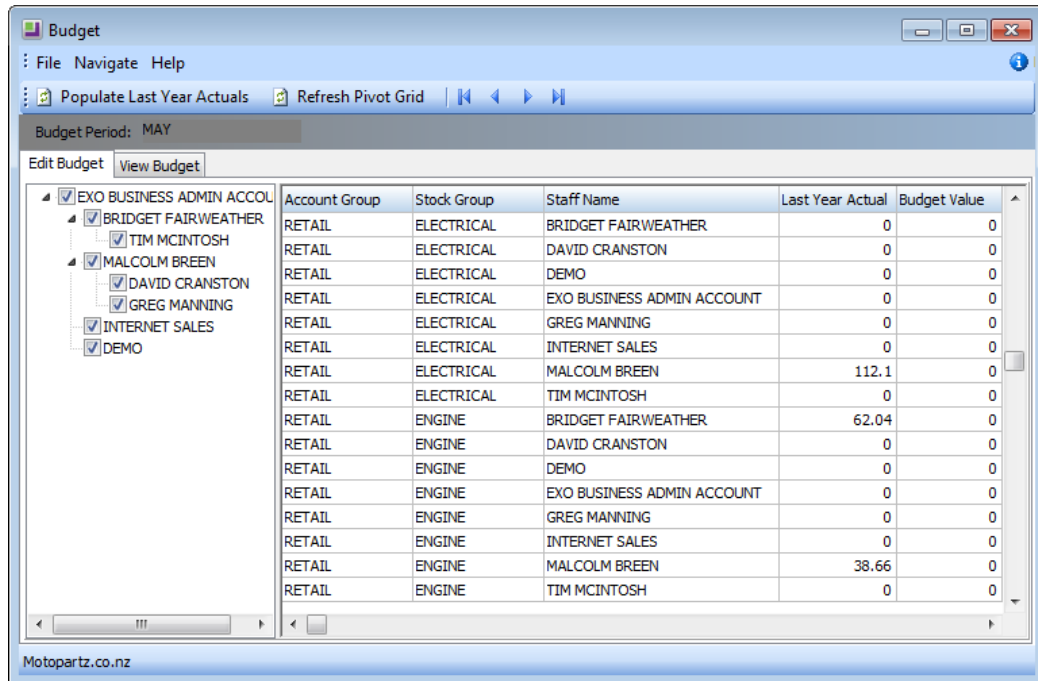 Budget
File Navigate Help
Populate Last Year Actuals Refresh Pivot Grid
Budget Period: MAY
Edit Budget View Budget
EXO BUSINESS ADMIN ACCOU
BRIDGET FAIRWEATHER
TIM MCINTOSH
MALCOLM BREEN
DAVID CRANSTON
GREG MANNING
INTERNET SALES
DEMO
Account Group Stock Group Staff Name Last Year Actual Budget Value
RETAIL ELECTRICAL BRIDGET FAIRWEATHER 0 0
RETAIL ELECTRICAL DAVID CRANSTON 0 0
RETAIL ELECTRICAL DEMO 0 0
RETAIL ELECTRICAL EXO BUSINESS ADMIN ACCOUNT 0 0
RETAIL ELECTRICAL GREG MANNING 0 0
RETAIL ELECTRICAL INTERNET SALES 0 0
RETAIL ELECTRICAL MALCOLM BREEN 112.1 0
RETAIL ELECTRICAL TIM MCINTOSH 0 0
RETAIL ENGINE BRIDGET FAIRWEATHER 62.04 0
RETAIL ENGINE DAVID CRANSTON 0 0
RETAIL ENGINE DEMO 0 0
RETAIL ENGINE EXO BUSINESS ADMIN ACCOUNT 0 0
RETAIL ENGINE GREG MANNING 0 0
RETAIL ENGINE INTERNET SALES 0 0
RETAIL ENGINE MALCOLM BREEN 38.66 0
RETAIL ENGINE TIM MCINTOSH 0 0
Motopartz.co.nz